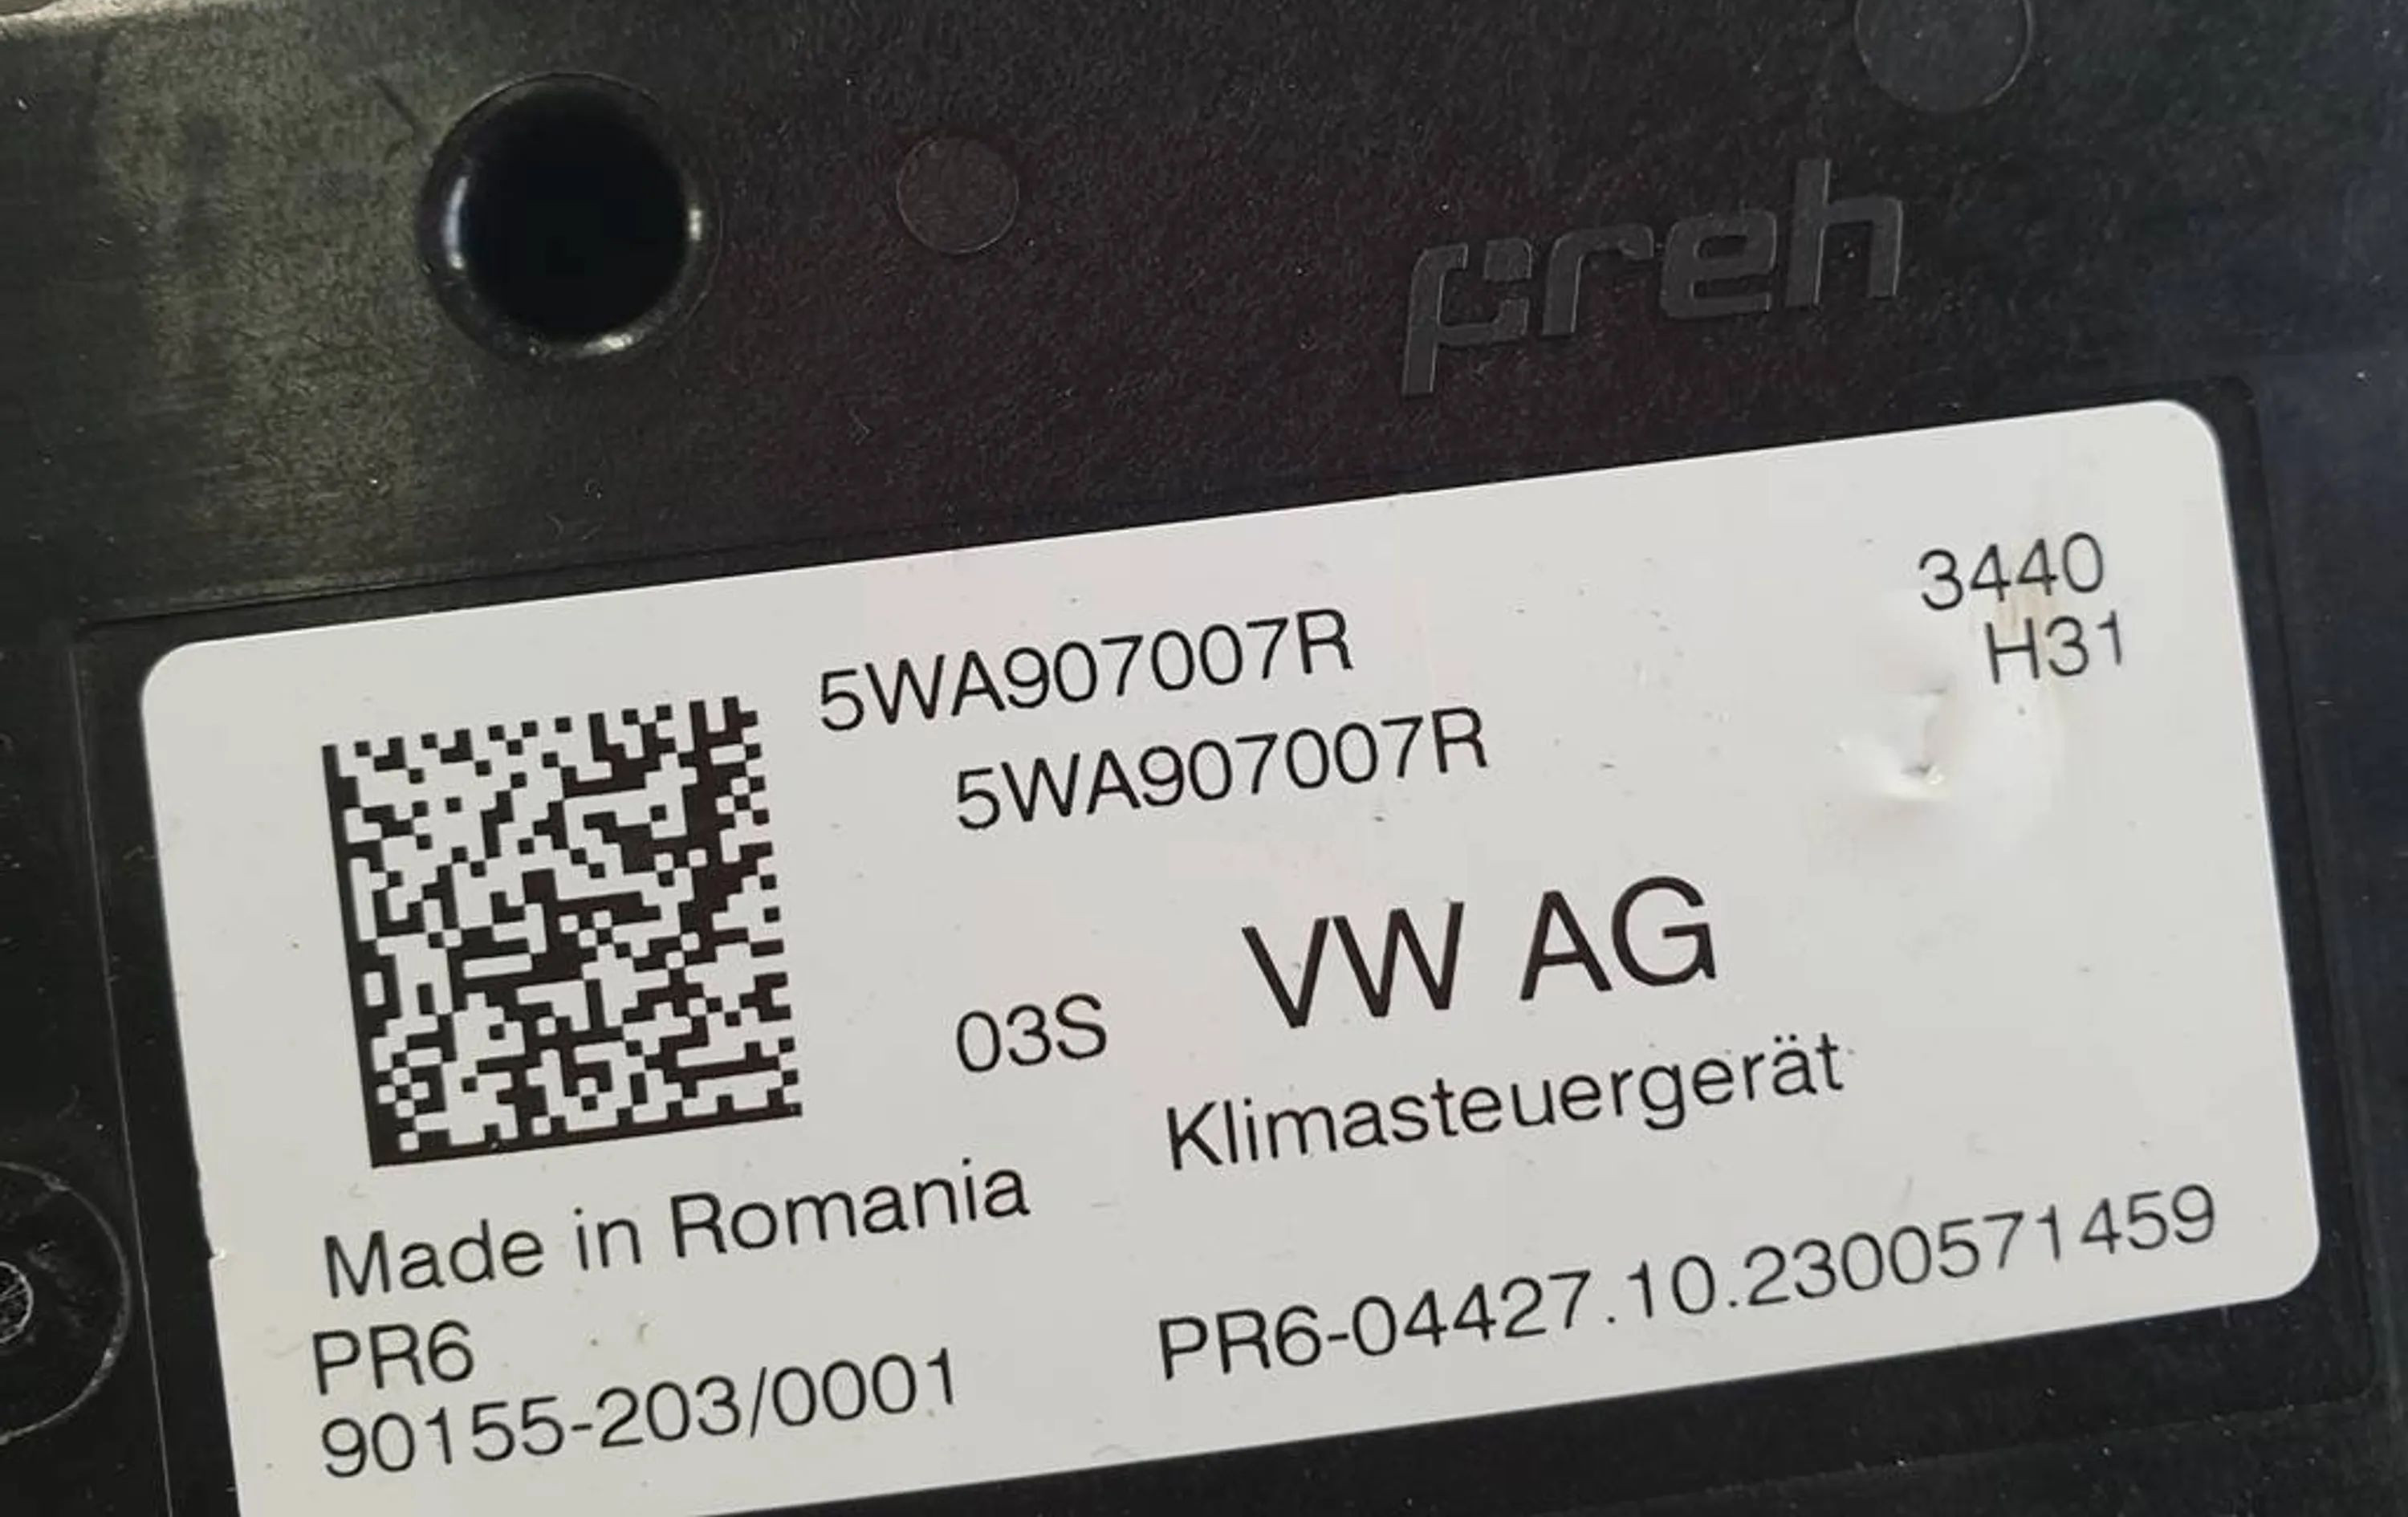 preh
3440
H31
5WA907007R
5WA907007R
VW AG
03S
Klimasteuergerät
Made in Romania
PR6
90155-203/0001
PR6-04427.10.2300571459